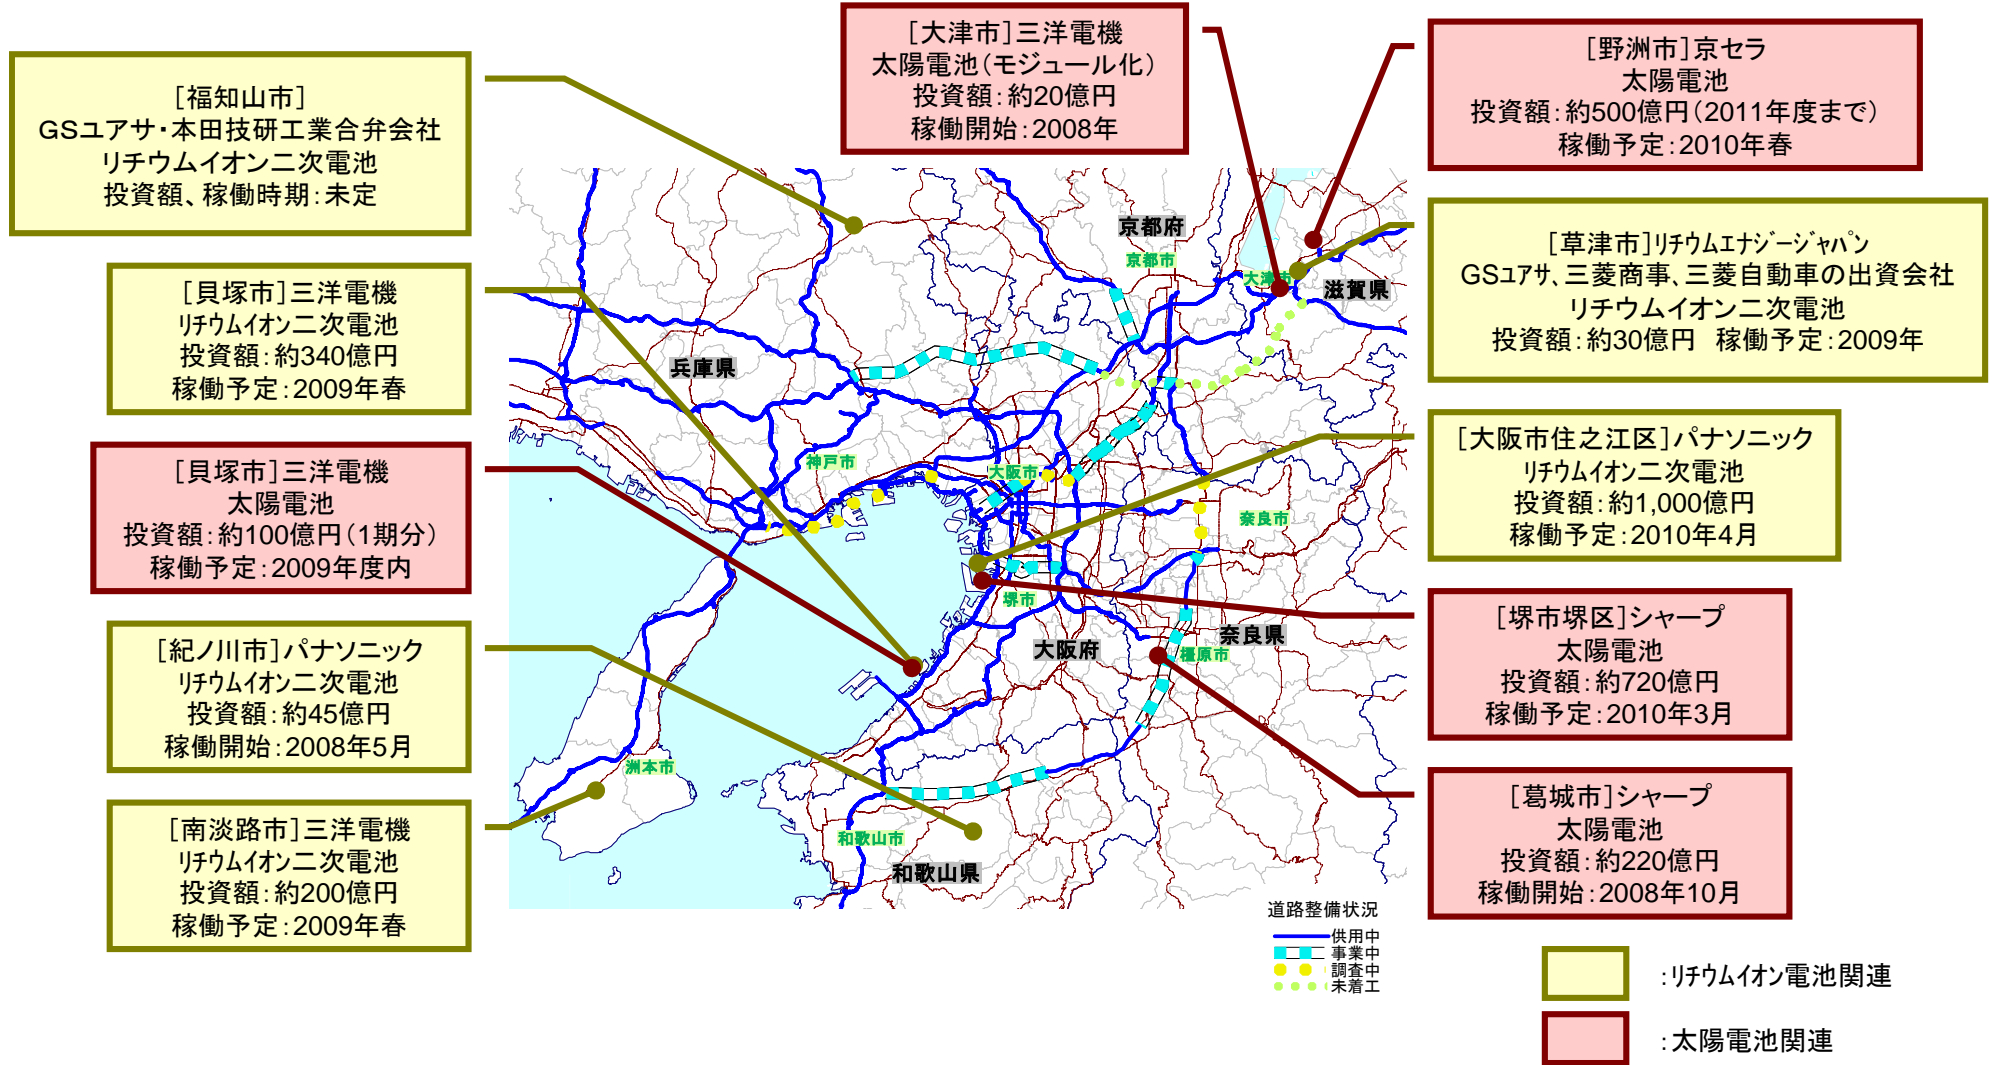 ［大津市］三洋電機
太陽電池（モジュール化）
投資額：約20億円
稼働開始：2008年
［野洲市］京セラ
太陽電池
投資額：約500億円（2011年度まで）
稼働予定：2010年春
［福知山市］
GSユアサ・本田技研工業合弁会社
リチウムイオン二次電池
投資額、稼働時期：未定
［草津市］リチウムエナジージャパン
GSユアサ、三菱商事、三菱自動車の出資会社
リチウムイオン二次電池
投資額：約30億円　稼働予定：2009年
［貝塚市］三洋電機
リチウムイオン二次電池
投資額：約340億円
稼働予定：2009年春
［大阪市住之江区］パナソニック
リチウムイオン二次電池
投資額：約1,000億円
稼働予定：2010年4月
［貝塚市］三洋電機
太陽電池
投資額：約100億円（1期分）
稼働予定：2009年度内
［堺市堺区］シャープ
太陽電池
投資額：約720億円
稼働予定：2010年3月
［紀ノ川市］パナソニック
リチウムイオン二次電池
投資額：約45億円
稼働開始：2008年5月
［葛城市］シャープ
太陽電池
投資額：約220億円
稼働開始：2008年10月
［南淡路市］三洋電機
リチウムイオン二次電池
投資額：約200億円
稼働予定：2009年春
京都府
京都市
大津市
滋賀県
兵庫県
神戸市
大阪市
奈良市
堺市
大阪府
奈良県
橿原市
洲本市
和歌山市
和歌山県
道路整備状況
供用中
事業中
調査中
未着工
：リチウムイオン電池関連
：太陽電池関連